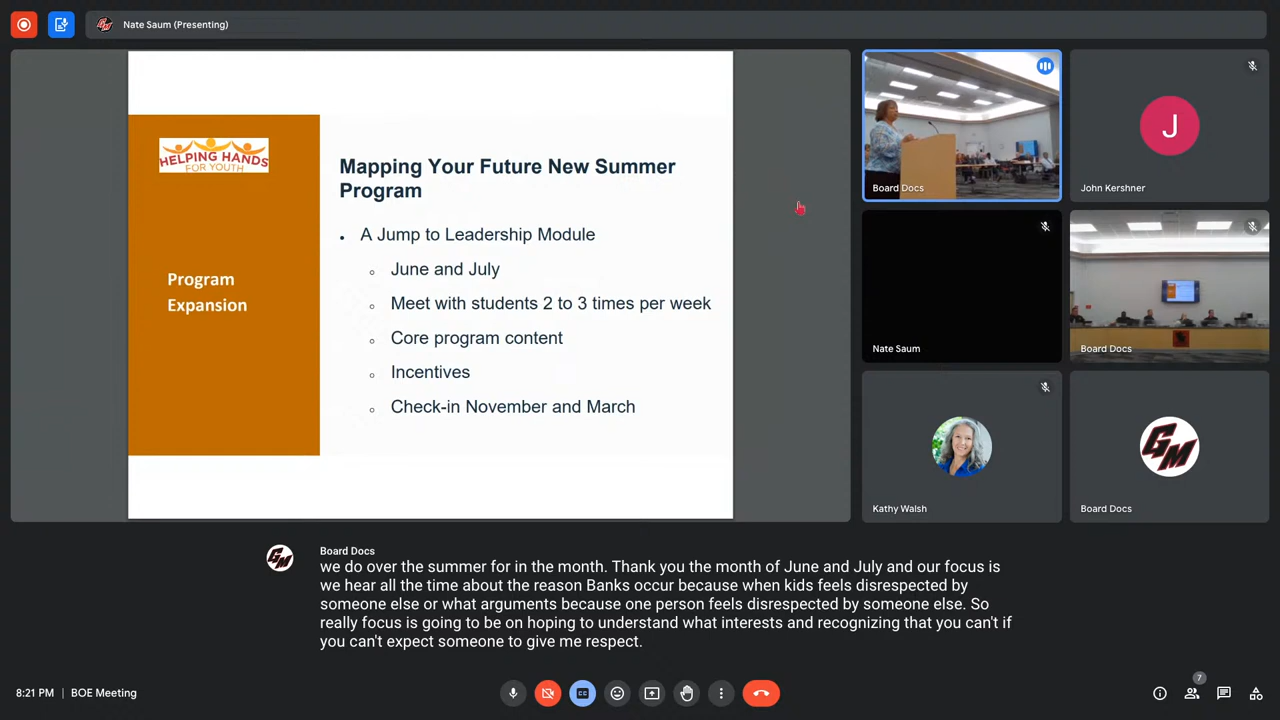 Nate Saum (Presenting)
HELPING HANDS
FOR YOUTH
Program
Expansion
Mapping Your Future New Summer
Program
• A Jump to Leadership Module
○ June and July
○ Meet with students 2 to 3 times per week
○ Core program content
○ Incentives
○ Check-in November and March
Board Docs
J
John Kershner
Nate Saum
Board Docs
Kathy Walsh
GM
Board Docs
Board Docs
we do over the summer for in the month. Thank you the month of June and July and our focus is
we hear all the time about the reason Banks occur because when kids feels disrespected by
someone else or what arguments because one person feels disrespected by someone else. So
really focus is going to be on hoping to understand what interests and recognizing that you can't if
you can't expect someone to give me respect.
8:21 PM | BOE Meeting
CC
7